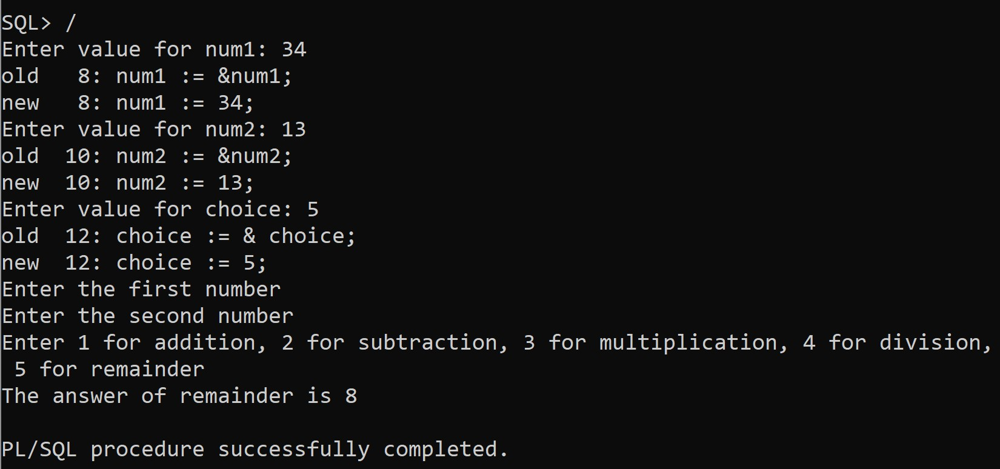 SQL> /
Enter value for num1: 34
old   8: num1 := &num1;
new   8: num1 := 34;
Enter value for num2: 13
old  10: num2 := &num2;
new  10: num2 := 13;
Enter value for choice: 5
old  12: choice := & choice;
new  12: choice := 5;
Enter the first number
Enter the second number
Enter 1 for addition, 2 for subtraction, 3 for multiplication, 4 for division,
 5 for remainder
The answer of remainder is 8

PL/SQL procedure successfully completed.